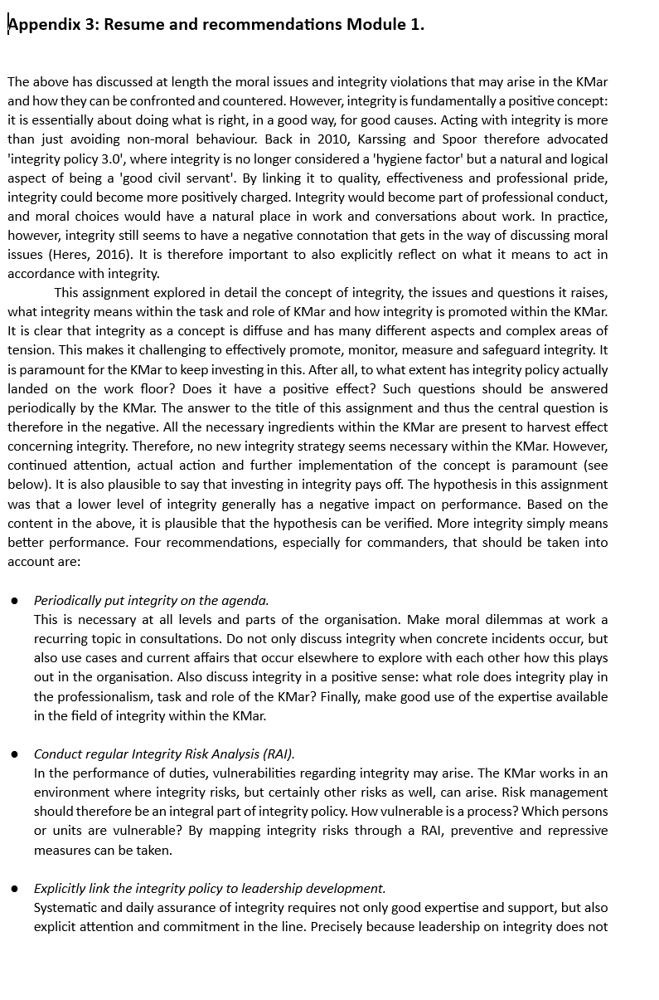 Appendix 3: Resume and recommendations Module 1.
The above has discussed at length the moral issues and integrity violations that may arise in the KMar
and how they can be confronted and countered. However, integrity is fundamentally a positive concept:
it is essentially about doing what is right, in a good way, for good causes. Acting with integrity is more
than just avoiding non-moral behaviour. Back in 2010, Karssing and Spoor therefore advocated
'integrity policy 3.0', where integrity is no longer considered a 'hygiene factor' but a natural and logical
aspect of being a 'good civil servant'. By linking it to quality, effectiveness and professional pride,
integrity could become more positively charged. Integrity would become part of professional conduct,
and moral choices would have a natural place in work and conversations about work. In practice,
however, integrity still seems to have a negative connotation that gets in the way of discussing moral
issues (Heres, 2016). It is therefore important to also explicitly reflect on what it means to act in
accordance with integrity.
This assignment explored in detail the concept of integrity, the issues and questions it raises,
what integrity means within the task and role of KMar and how integrity is promoted within the KMar.
It is clear that integrity as a concept is diffuse and has many different aspects and complex areas of
tension. This makes it challenging to effectively promote, monitor, measure and safeguard integrity. It
is paramount for the KMar to keep investing in this. After all, to what extent has integrity policy actually
landed on the work floor? Does it have a positive effect? Such questions should be answered
periodically by the KMar. The answer to the title of this assignment and thus the central question is
therefore in the negative. All the necessary ingredients within the KMar are present to harvest effect
concerning integrity. Therefore, no new integrity strategy seems necessary within the KMar. However,
continued attention, actual action and further implementation of the concept is paramount (see
below). It is also plausible to say that investing in integrity pays off. The hypothesis in this assignment
was that a lower level of integrity generally has a negative impact on performance. Based on the
content in the above, it is plausible that the hypothesis can be verified. More integrity simply means
better performance. Four recommendations, especially for commanders, that should be taken into
account are:
● Periodically put integrity on the agenda.
This is necessary at all levels and parts of the organisation. Make moral dilemmas at work a
recurring topic in consultations. Do not only discuss integrity when concrete incidents occur, but
also use cases and current affairs that occur elsewhere to explore with each other how this plays
out in the organisation. Also discuss integrity in a positive sense: what role does integrity play in
the professionalism, task and role of the KMar? Finally, make good use of the expertise available
in the field of integrity within the KMar.
● Conduct regular Integrity Risk Analysis (RAI).
In the performance of duties, vulnerabilities regarding integrity may arise. The KMar works in an
environment where integrity risks, but certainly other risks as well, can arise. Risk management
should therefore be an integral part of integrity policy. How vulnerable is a process? Which persons
or units are vulnerable? By mapping integrity risks through a RAI, preventive and repressive
measures can be taken.
● Explicitly link the integrity policy to leadership development.
Systematic and daily assurance of integrity requires not only good expertise and support, but also
explicit attention and commitment in the line. Precisely because leadership on integrity does not